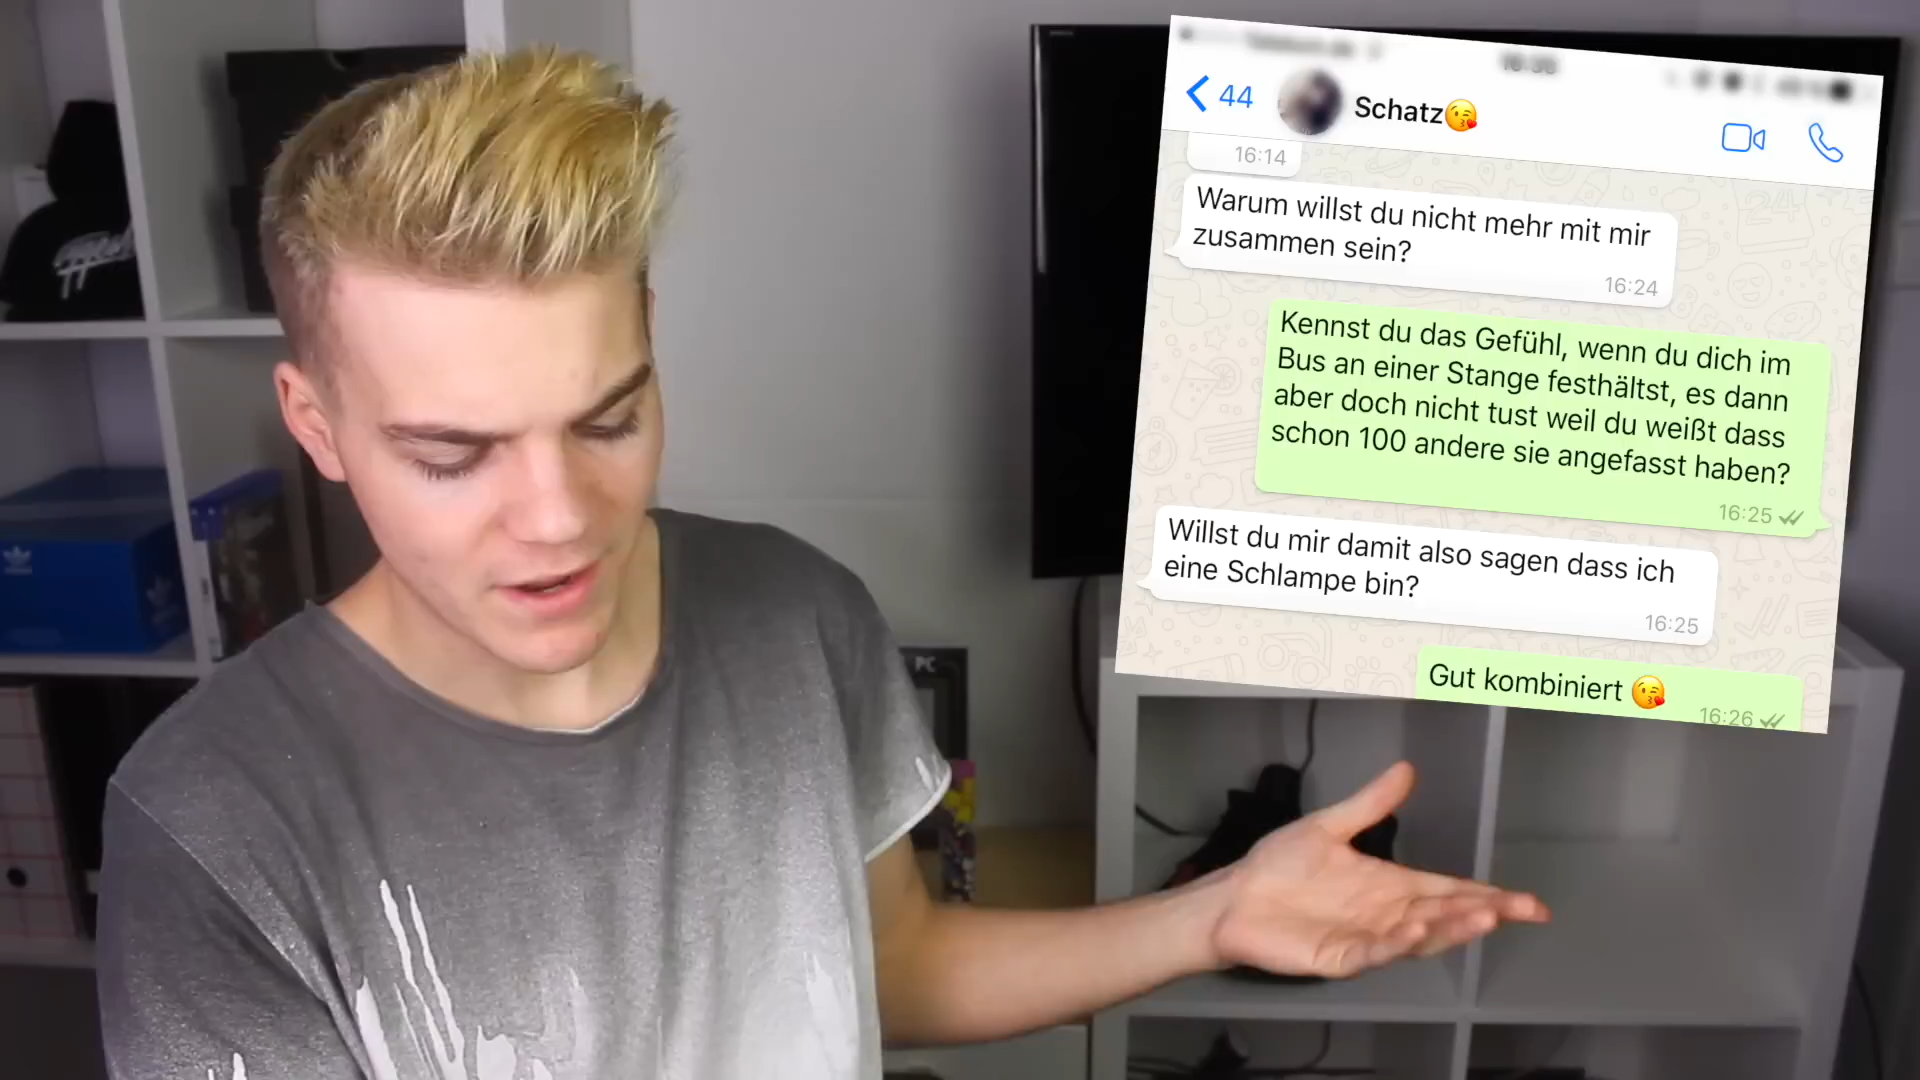 44
Schatz😘
16:14
Warum willst du nicht mehr mit mir
zusammen sein?
16:24
Kennst du das Gefühl, wenn du dich im
Bus an einer Stange festhältst, es dann
aber doch nicht tust weil du weißt dass
schon 100 andere sie angefasst haben?
16:25
Willst du mir damit also sagen dass ich
eine Schlampe bin?
16:25
Gut kombiniert 😘
16:26
PC